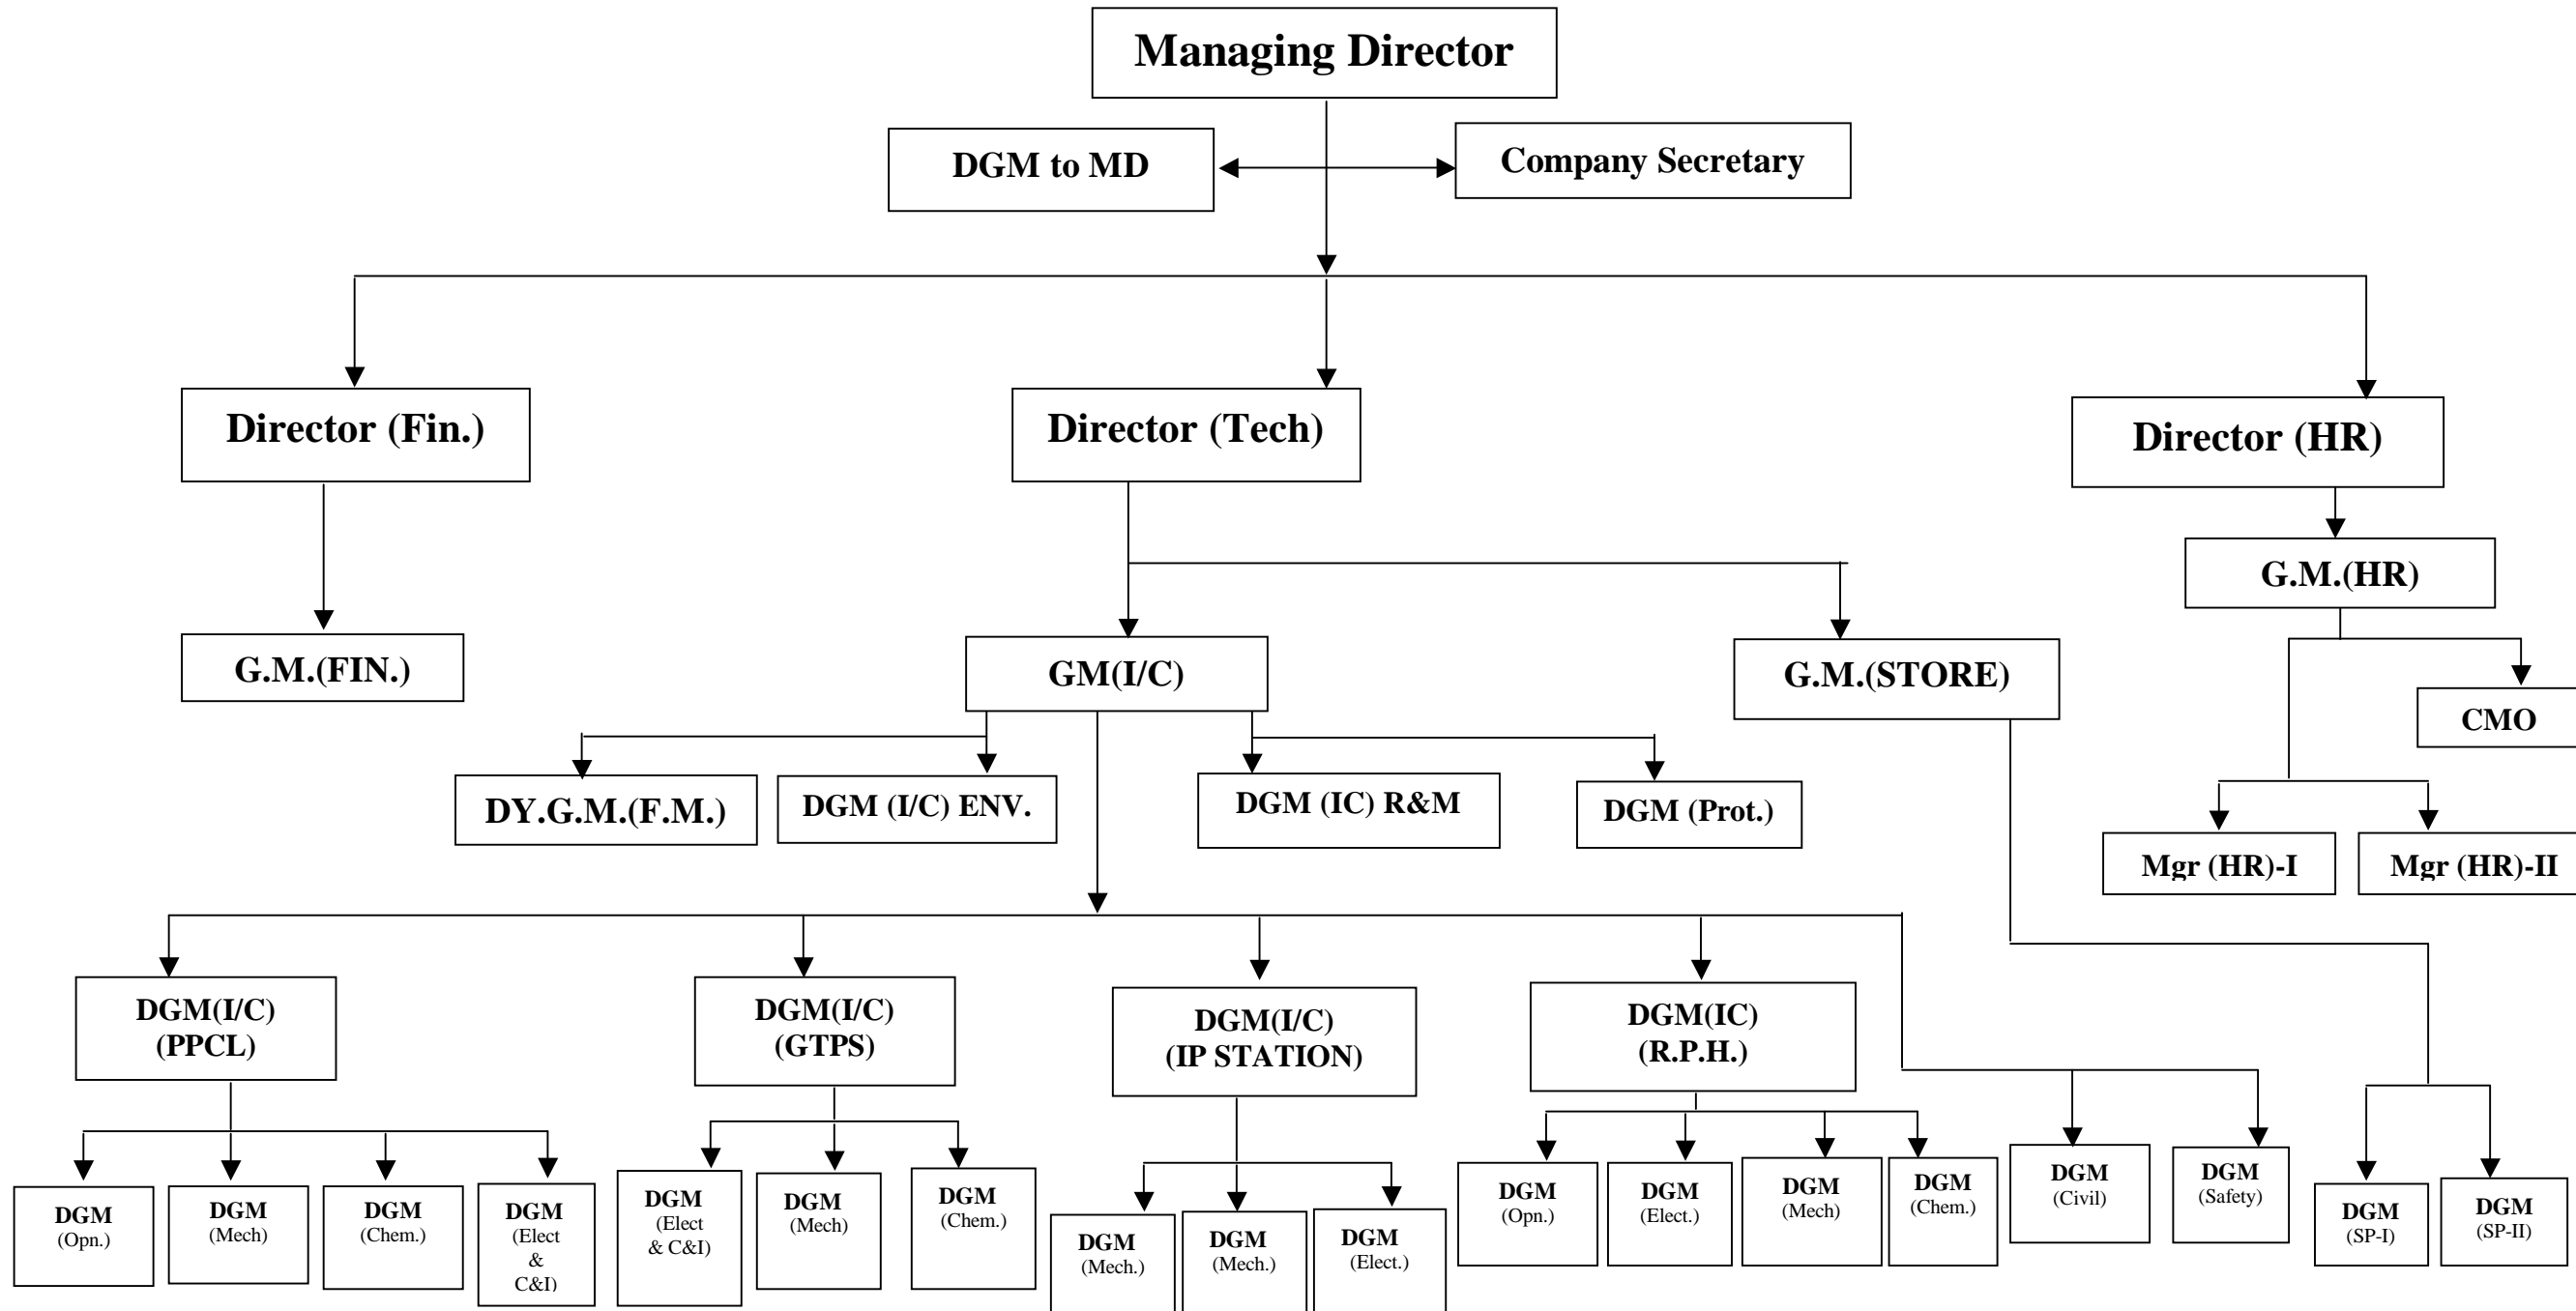 Managing Director
DGM to MD
Company Secretary
Director (Fin.)
Director (Tech)
Director (HR)
G.M.(HR)
G.M.(FIN.)
GM(I/C)
G.M.(STORE)
CMO
DY.G.M.(F.M.)
DGM (I/C) ENV.
DGM (IC) R&M
DGM (Prot.)
Mgr (HR)-I
Mgr (HR)-II
DGM(I/C)
(PPCL)
DGM(I/C)
(GTPS)
DGM(I/C)
(IP STATION)
DGM(IC)
(R.P.H.)
DGM
(Opn.)
DGM
(Mech)
DGM
(Chem.)
DGM
(Elect
&
C&I)
DGM
(Elect
& C&I)
DGM
(Mech)
DGM
(Chem.)
DGM
(Mech.)
DGM
(Mech.)
DGM
(Elect.)
DGM
(Opn.)
DGM
(Elect.)
DGM
(Mech)
DGM
(Chem.)
DGM
(Civil)
DGM
(Safety)
DGM
(SP-I)
DGM
(SP-II)